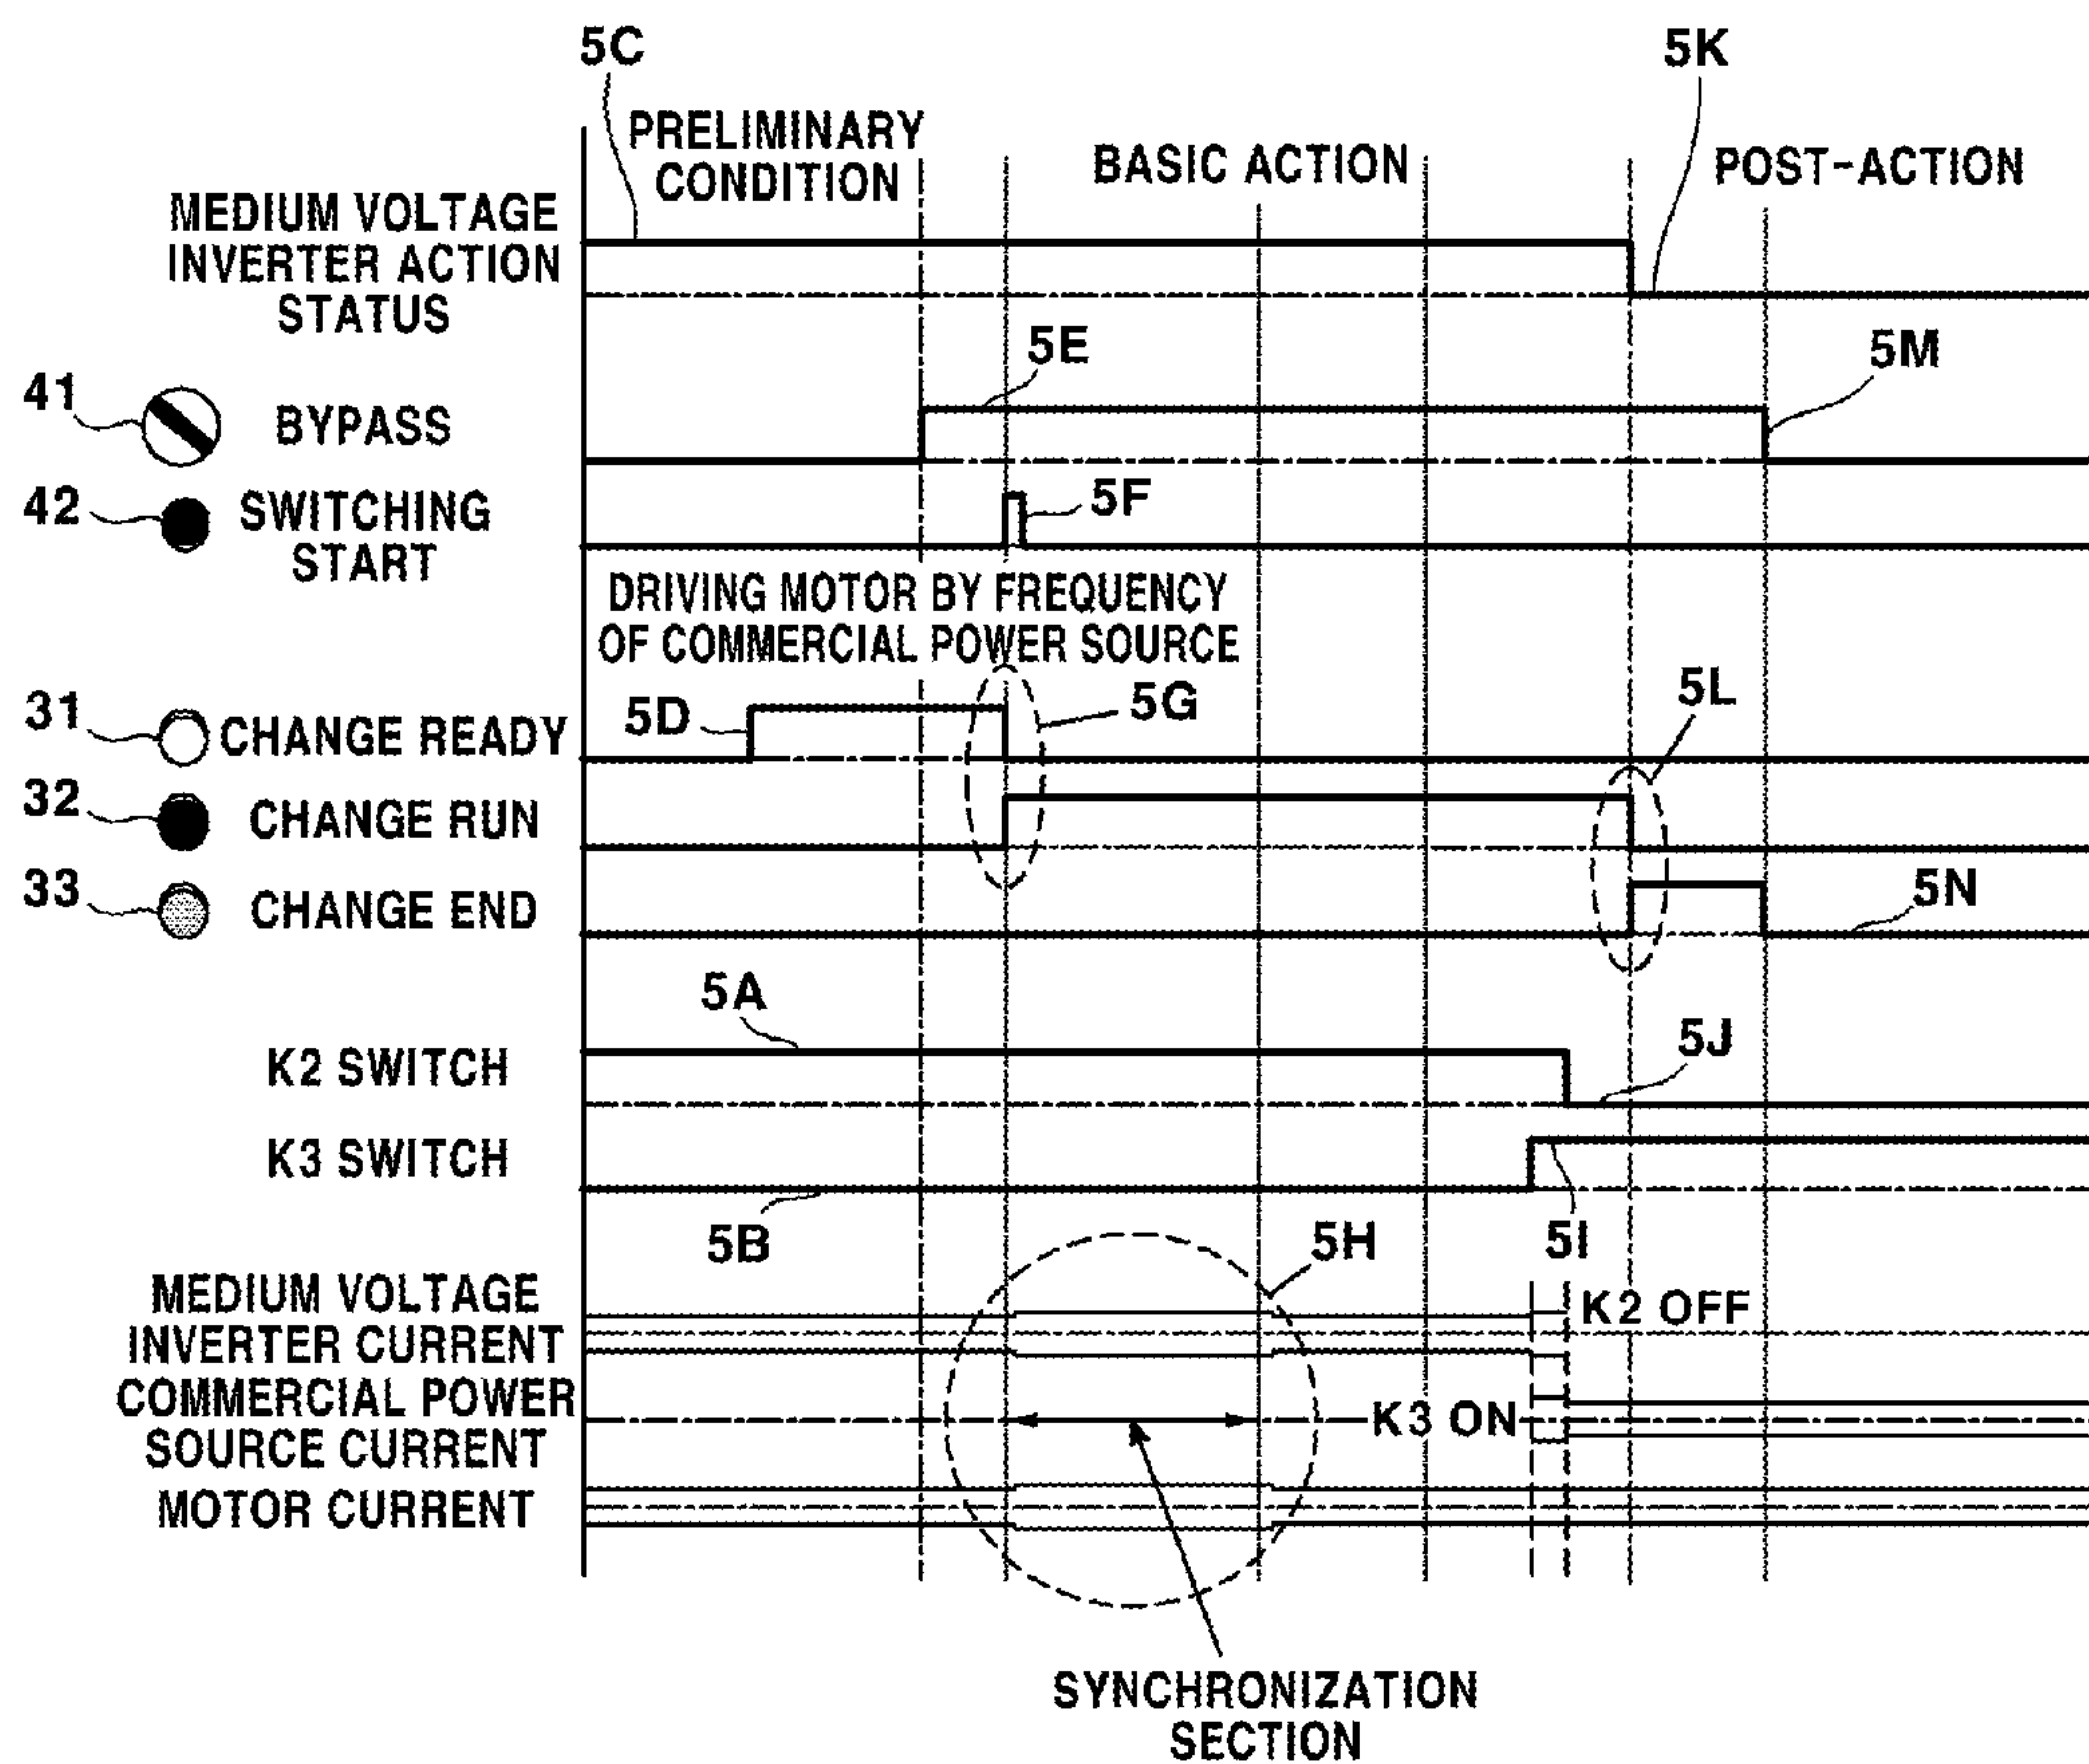 5C
5K
PRELIMINARY
CONDITION
BASIC ACTION
POST-ACTION
MEDIUM VOLTAGE
INVERTER ACTION
STATUS
5E
5M
41
BYPASS
42
SWITCHING
START
5F
DRIVING MOTOR BY FREQUENCY
OF COMMERCIAL POWER SOURCE
31
CHANGE READY
5D
5G
5L
32
CHANGE RUN
33
CHANGE END
5N
5A
K2 SWITCH
5J
K3 SWITCH
5B
5H
5I
MEDIUM VOLTAGE
INVERTER CURRENT
K2 OFF
COMMERCIAL POWER
SOURCE CURRENT
K3 ON
MOTOR CURRENT
SYNCHRONIZATION
SECTION